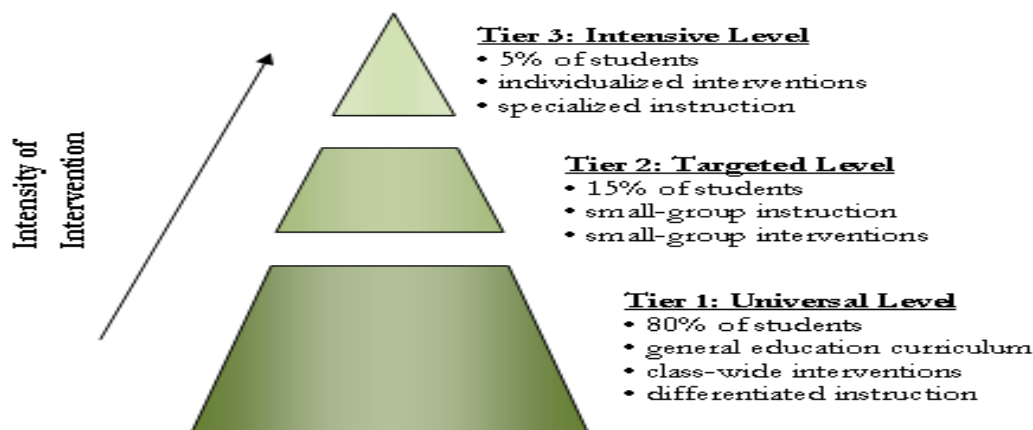 Tier 3: Intensive Level
• 5% of students
• individualized interventions
• specialized instruction
Intensity of
Intervention
Tier 2: Targeted Level
• 15% of students
• small-group instruction
• small-group interventions
Tier 1: Universal Level
• 80% of students
• general education curriculum
• class-wide interventions
• differentiated instruction